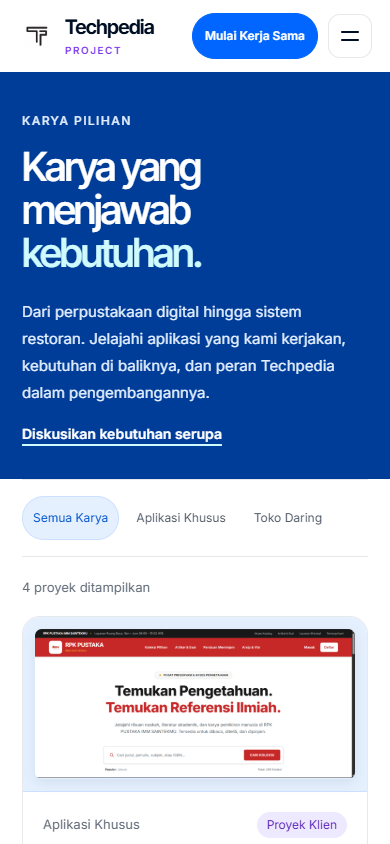 Techpedia
PROJECT
Mulai Kerja Sama
KARYA PILIHAN
Karya yang
menjawab
kebutuhan.
Dari perpustakaan digital hingga sistem
restoran. Jelajahi aplikasi yang kami kerjakan,
kebutuhan di baliknya, dan peran Techpedia
dalam pengembangannya.
Diskusikan kebutuhan serupa
Semua Karya
Aplikasi Khusus
Toko Daring
4 proyek ditampilkan
RPK PUSTAKA
Temukan Pengetahuan.
Temukan Referensi Ilmiah.
Aplikasi Khusus
Proyek Klien